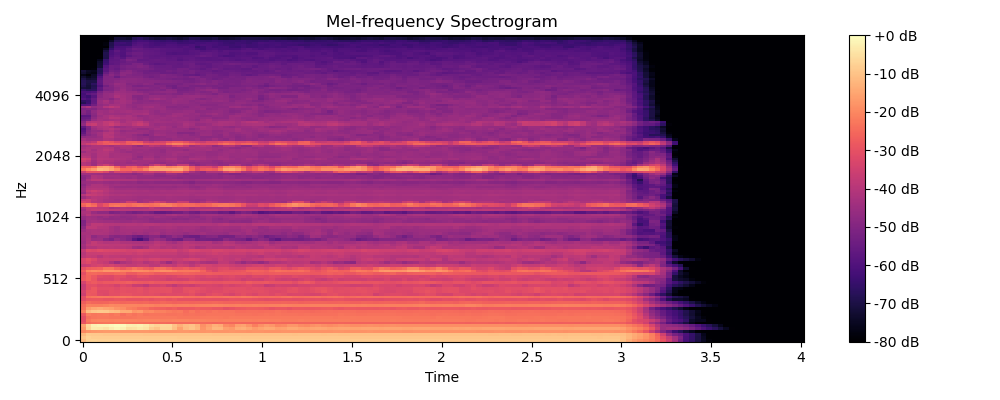 Mel-frequency Spectrogram
+0 dB
-10 dB
-20 dB
-30 dB
-40 dB
-50 dB
-60 dB
-70 dB
-80 dB
4096
2048
1024
512
0
Hz
0 0.5 1 1.5 2 2.5 3 3.5 4
Time